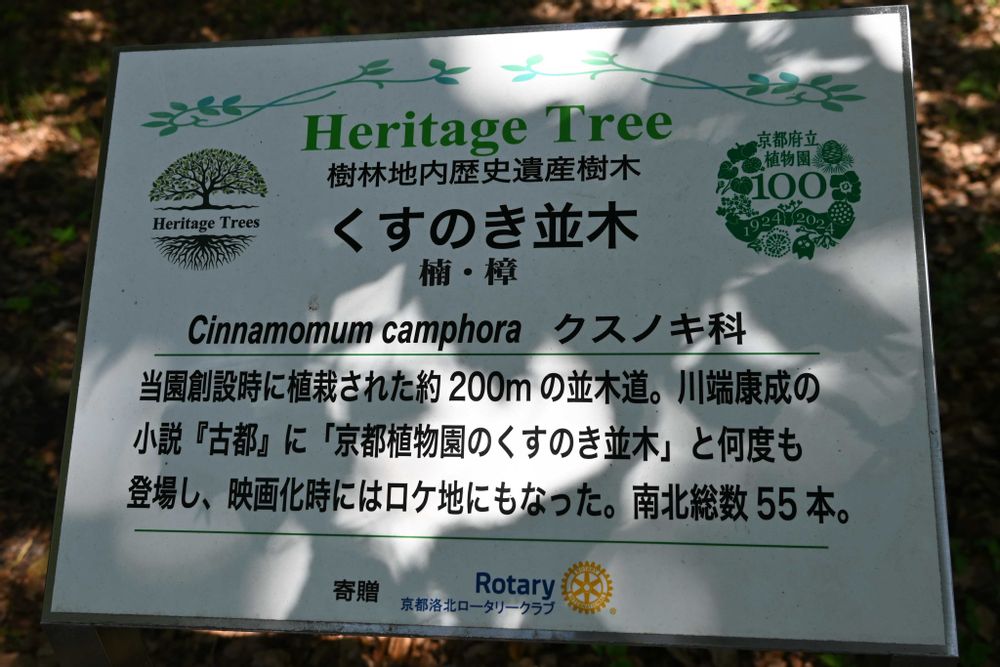 Heritage Tree
樹林地内歴史遺産樹木
Heritage Trees
京都府立
植物園
100
1924 / 2024
くすのき並木
楠・樟
Cinnamomum camphora クスノキ科
当園創設時に植栽された約200mの並木道。川端康成の
小説『古都』に「京都植物園のくすのき並木」と何度も
登場し、映画化時にはロケ地にもなった。南北総数55本。
寄贈
Rotary
京都洛北ロータリークラブ